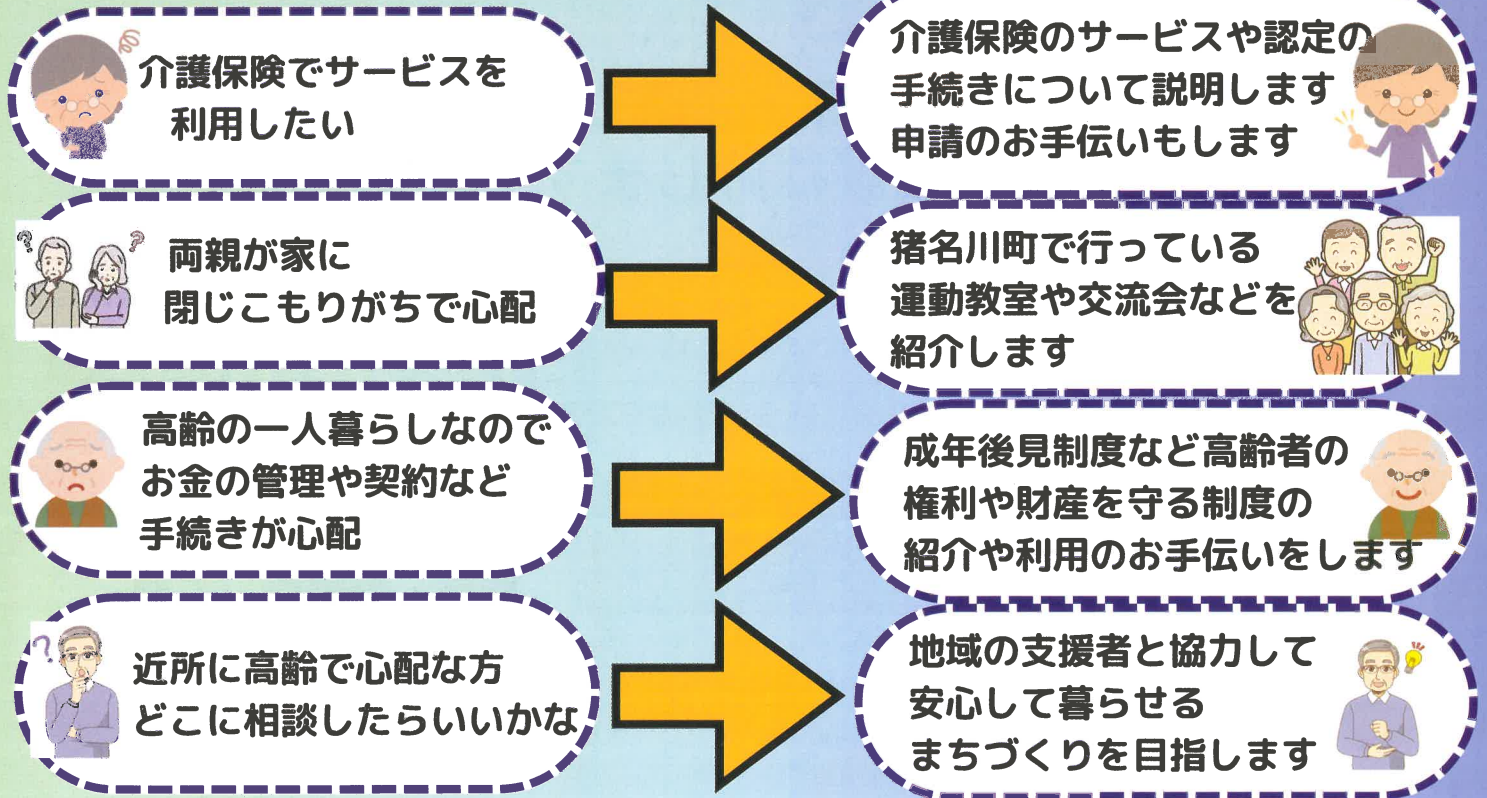 介護保険でサービスを
利用したい
介護保険のサービスや認定の
手続きについて説明します
申請のお手伝いもします
両親が家に
閉じこもりがちで心配
猪名川町で行っている
運動教室や交流会などを
紹介します
高齢の一人暮らしなので
お金の管理や契約など
手続きが心配
成年後見制度など高齢者の
権利や財産を守る制度の
紹介や利用のお手伝いをします
近所に高齢で心配な方
どこに相談したらいいかな
地域の支援者と協力して
安心して暮らせる
まちづくりを目指します